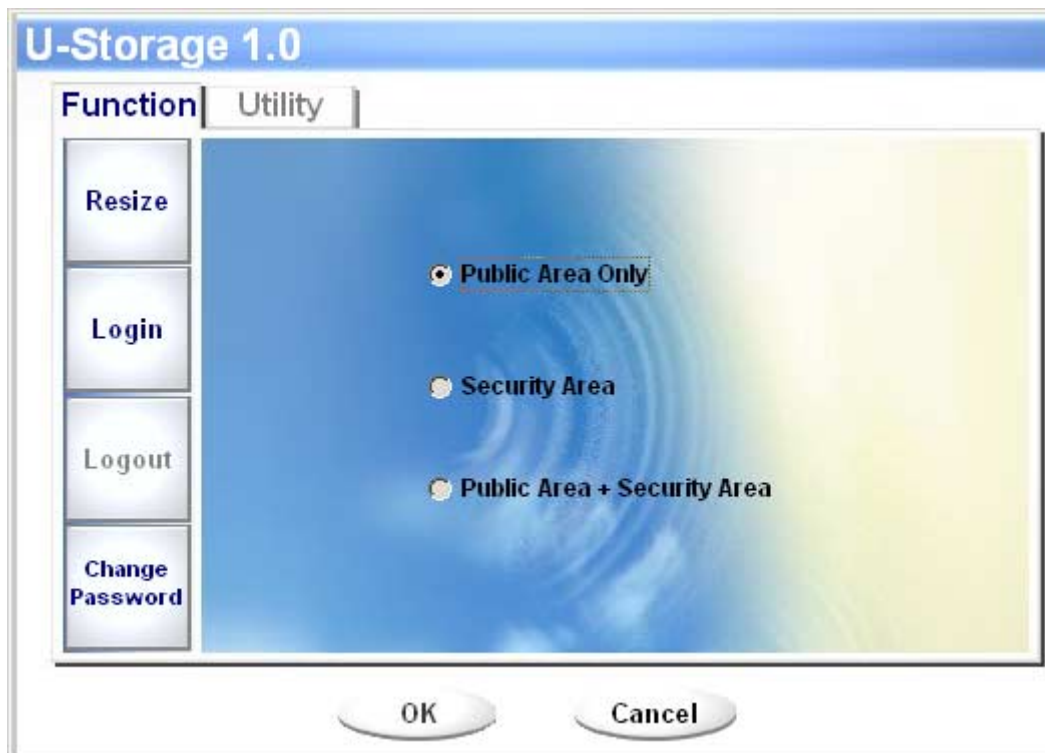 U-Storage 1.0
Function
Utility
Resize
Login
Logout
Change
Password
Public Area Only
Security Area
Public Area + Security Area
OK
Cancel